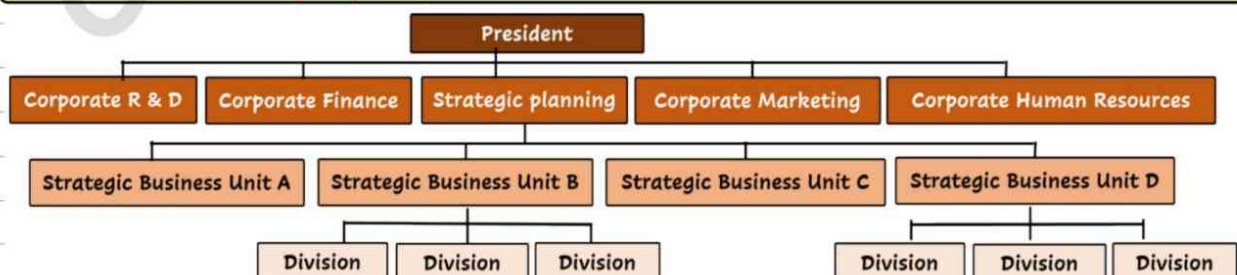 President
Corporate R & D Corporate Finance Strategic planning Corporate Marketing Corporate Human Resources
Strategic Business Unit A Strategic Business Unit B Strategic Business Unit C Strategic Business Unit D
Division Division Division Division Division Division